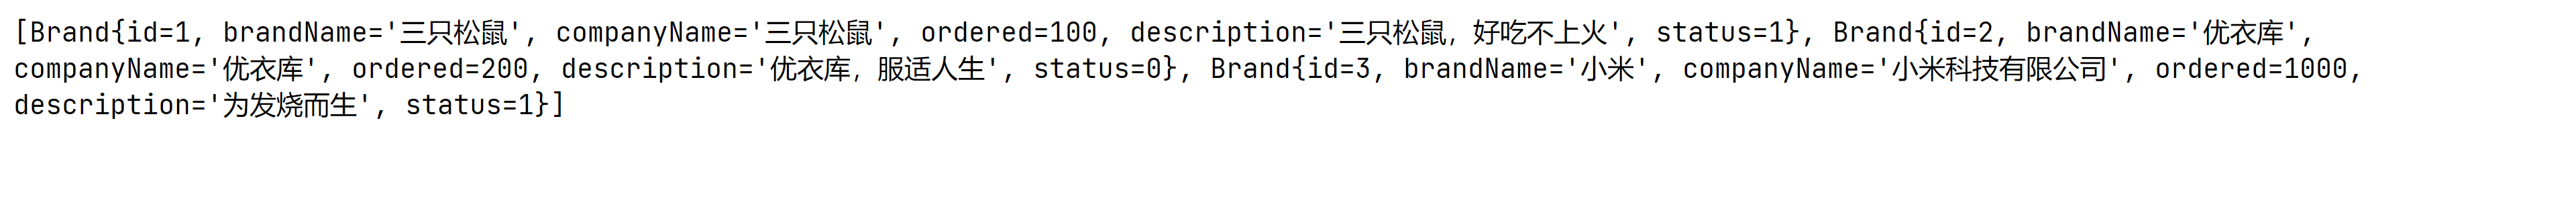 [Brand{id=1, brandName='三只松鼠', companyName='三只松鼠', ordered=100, description='三只松鼠，好吃不上火', status=1}, Brand{id=2, brandName='优衣库',
companyName='优衣库', ordered=200, description='优衣库，服适人生', status=0}, Brand{id=3, brandName='小米', companyName='小米科技有限公司', ordered=1000,
description='为发烧而生', status=1}]